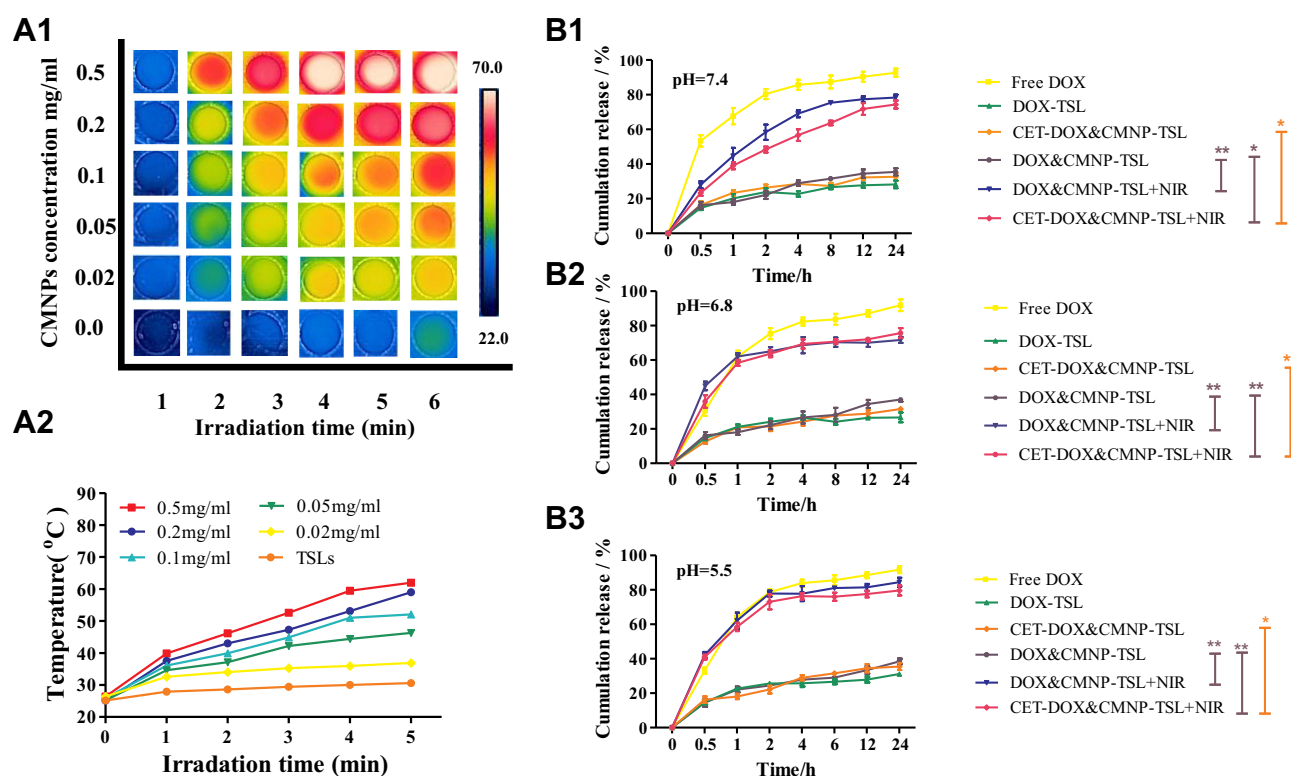 A1
CMNPs concentration mg/ml
0.5
0.2
0.1
0.05
0.02
0.0
70.0
22.0
1 2 3 4 5 6
Irradiation time (min)
A2
Temperature( °C )
90
80
70
60
50
40
30
20
0.5mg/ml
0.2mg/ml
0.1mg/ml
0.05mg/ml
0.02mg/ml
TSLs
0 1 2 3 4 5
Irradiation time (min)
B1
Cumulation release / %
100
80
60
40
20
0
pH=7.4
0 0.5 1 2 4 8 12 24
Time/h
Free DOX
DOX-TSL
CET-DOX&CMNP-TSL
DOX&CMNP-TSL
DOX&CMNP-TSL+NIR
CET-DOX&CMNP-TSL+NIR
** * *
B2
Cumulation release / %
100
80
60
40
20
0
pH=6.8
0 0.5 1 2 4 8 12 24
Time/h
Free DOX
DOX-TSL
CET-DOX&CMNP-TSL
DOX&CMNP-TSL
DOX&CMNP-TSL+NIR
CET-DOX&CMNP-TSL+NIR
** ** *
B3
Cumulation release / %
100
80
60
40
20
0
pH=5.5
0 0.5 1 2 4 6 12 24
Time/h
Free DOX
DOX-TSL
CET-DOX&CMNP-TSL
DOX&CMNP-TSL
DOX&CMNP-TSL+NIR
CET-DOX&CMNP-TSL+NIR
** ** *